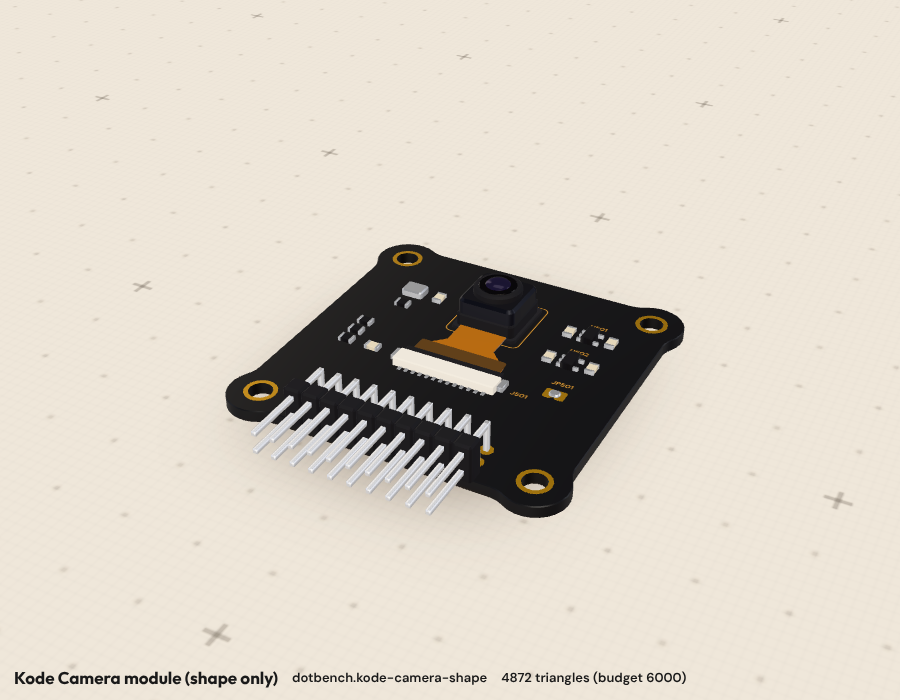 JP501
J501
Kode Camera module (shape only) dotbench.kode-camera-shape 4872 triangles (budget 6000)